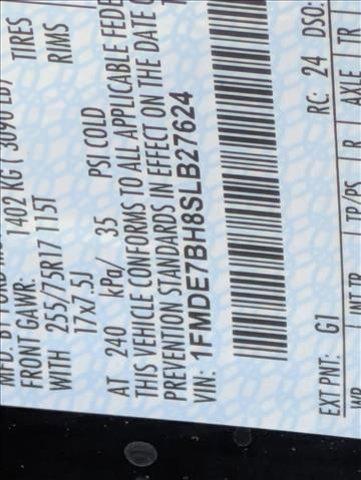 MFD. BY FORD
FRONT GAWR: 1402 KG ( 3090 LB)
WITH 255/75R17 115T TIRES
17x7.5J RIMS
AT 240 kPa/ 35 PSI COLD
THIS VEHICLE CONFORMS TO ALL APPLICABLE FEDE
PREVENTION STANDARDS IN EFFECT ON THE DATE O
VIN: 1FMDE7BH8SLB27624
EXT PNT: G1 RC: 24 DSO:
WB INT TR TP/PS R AXLE TR